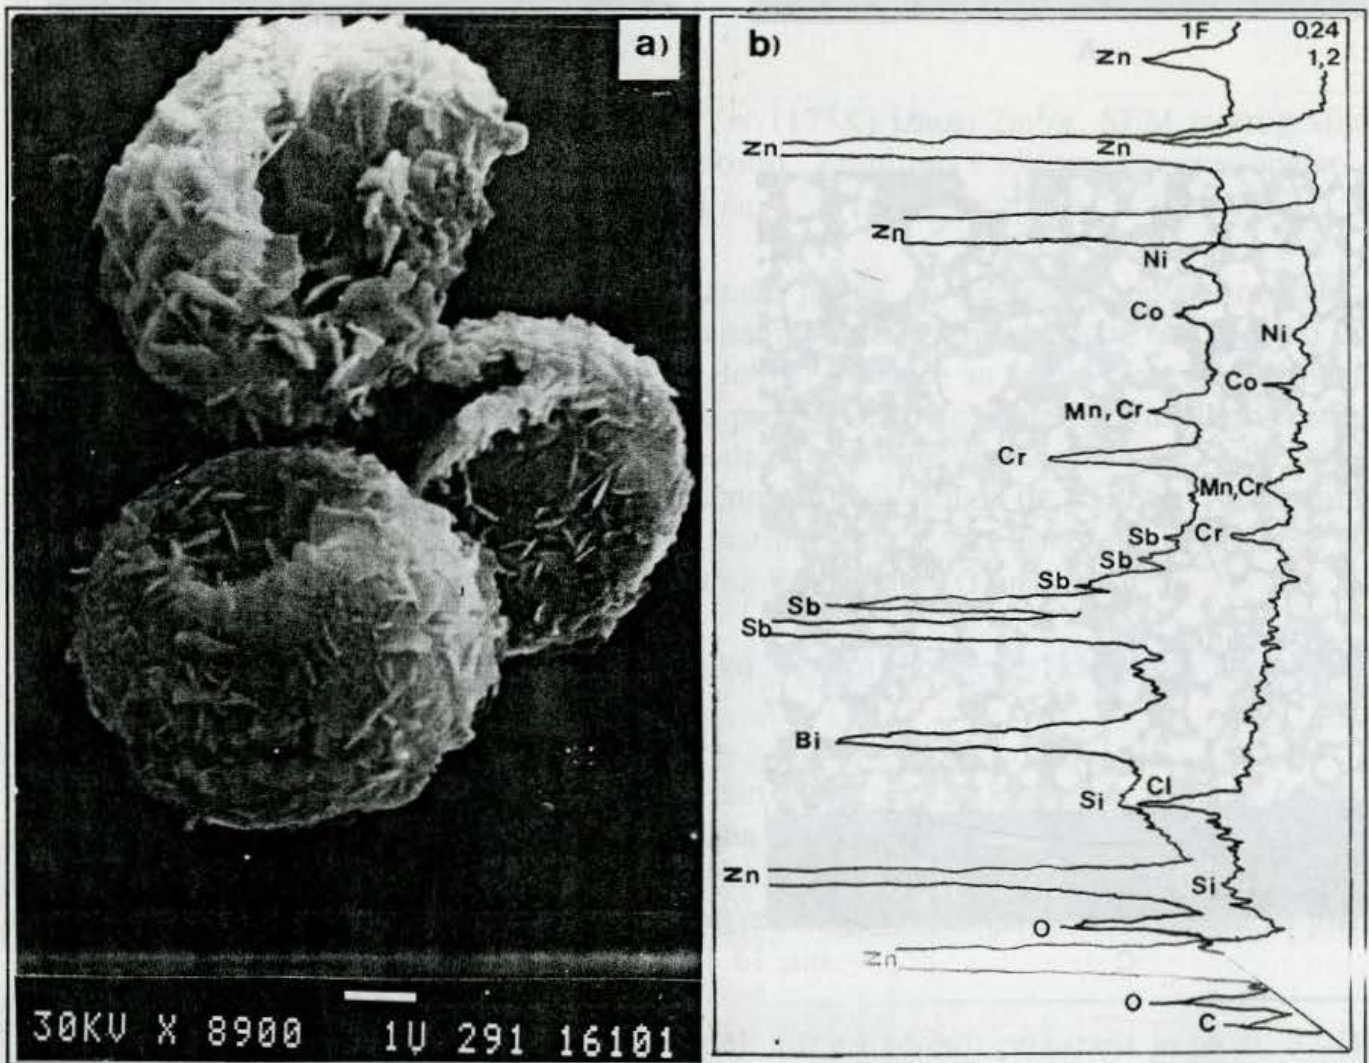 a)
30KV X 8900 1U 291 16101
b)
1F 0.24
Zn 1,2
Zn Zn
Zn
Ni
Co
Ni
Co
Mn, Cr
Cr
Mn,Cr
Sb Cr
Sb
Sb
Sb
Sb
Bi
Cl
Si
Zn
Si
O
Zn
O
C